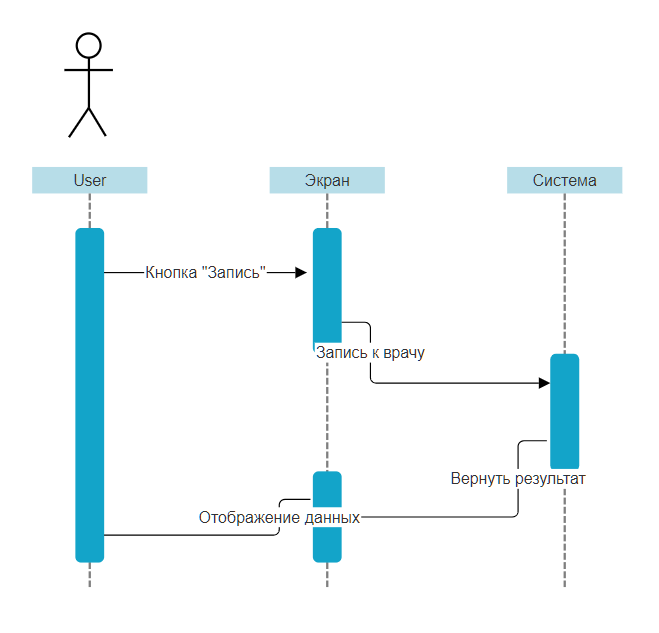 User
Экран
Система
Кнопка "Запись"
Запись к врачу
Вернуть результат
Отображение данных